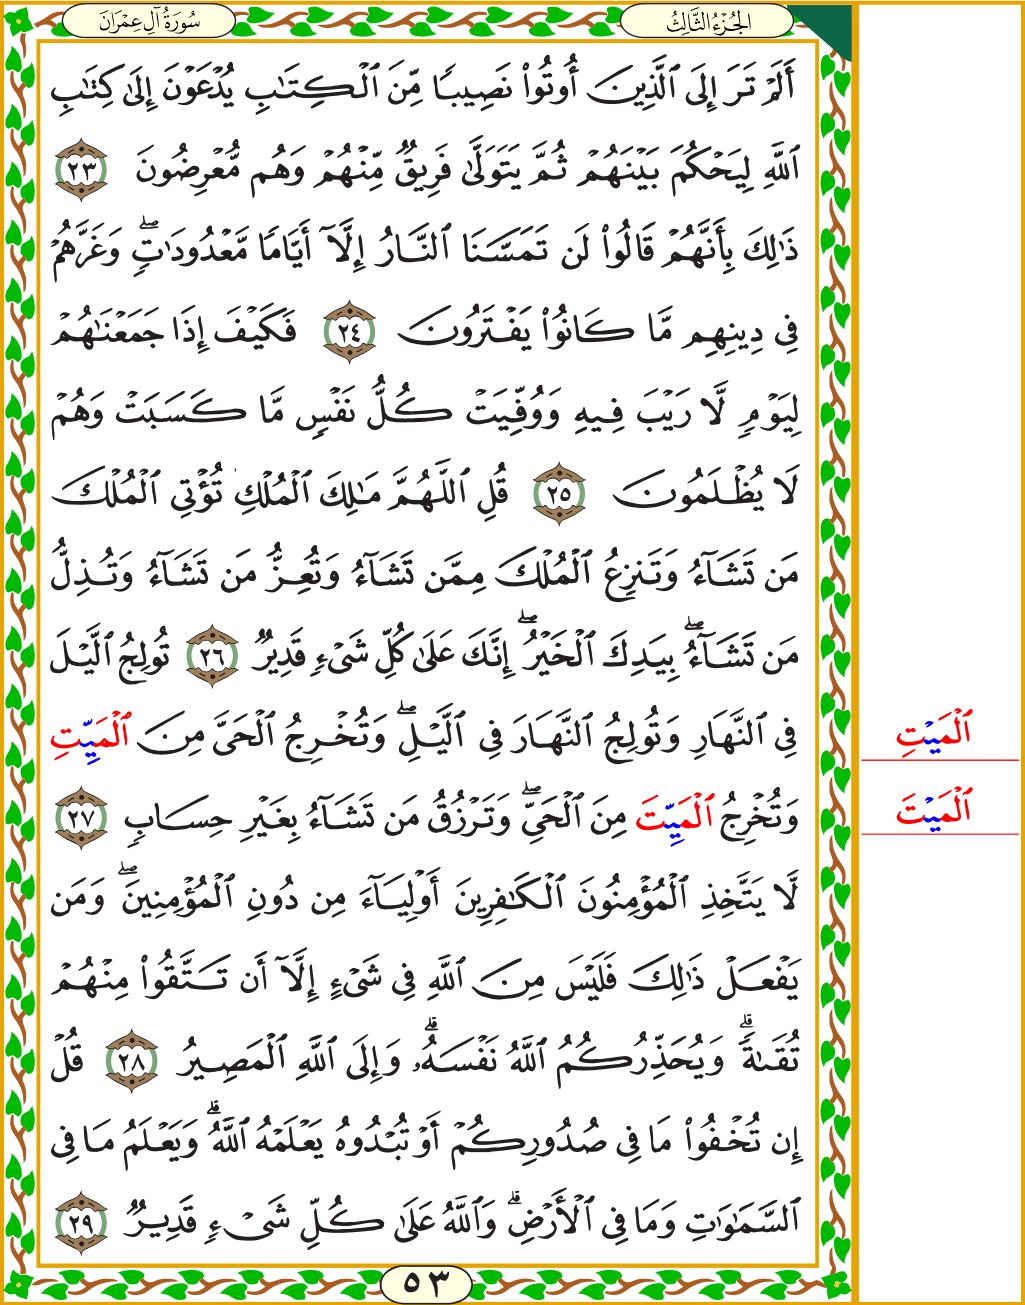 سُورَةُ آلِ عِمْرَانَ
الجُزْءُ الثَّالِثُ
أَلَمْ تَرَ إِلَى ٱلَّذِينَ أُوتُوا۟ نَصِيبًا مِّنَ ٱلْكِتَـٰبِ يُدْعَوْنَ إِلَىٰ كِتَـٰبِ
ٱللَّهِ لِيَحْكُمَ بَيْنَهُمْ ثُمَّ يَتَوَلَّىٰ فَرِيقٌ مِّنْهُمْ وَهُم مُّعْرِضُونَ ٢٣
ذَٰلِكَ بِأَنَّهُمْ قَالُوا۟ لَن تَمَسَّنَا ٱلنَّارُ إِلَّآ أَيَّامًا مَّعْدُودَٰتٍ ۖ وَغَرَّهُمْ
فِى دِينِهِم مَّا كَانُوا۟ يَفْتَرُونَ ٢٤ فَكَيْفَ إِذَا جَمَعْنَـٰهُمْ
لِيَوْمٍ لَّا رَيْبَ فِيهِ وَوُفِّيَتْ كُلُّ نَفْسٍ مَّا كَسَبَتْ وَهُمْ
لَا يُظْلَمُونَ ٢٥ قُلِ ٱللَّهُمَّ مَـٰلِكَ ٱلْمُلْكِ تُؤْتِى ٱلْمُلْكَ
مَن تَشَآءُ وَتَنزِعُ ٱلْمُلْكَ مِمَّن تَشَآءُ وَتُعِزُّ مَن تَشَآءُ وَتُذِلُّ
مَن تَشَآءُ ۖ بِيَدِكَ ٱلْخَيْرُ ۖ إِنَّكَ عَلَىٰ كُلِّ شَىْءٍ قَدِيرٌ ٢٦ تُولِجُ ٱلَّيْلَ
فِى ٱلنَّهَارِ وَتُولِجُ ٱلنَّهَارَ فِى ٱلَّيْلِ ۖ وَتُخْرِجُ ٱلْحَىَّ مِنَ ٱلْمَيِّتِ
وَتُخْرِجُ ٱلْمَيِّتَ مِنَ ٱلْحَىِّ ۖ وَتَرْزُقُ مَن تَشَآءُ بِغَيْرِ حِسَابٍ ٢٧
لَّا يَتَّخِذِ ٱلْمُؤْمِنُونَ ٱلْكَـٰفِرِينَ أَوْلِيَآءَ مِن دُونِ ٱلْمُؤْمِنِينَ ۖ وَمَن
يَفْعَلْ ذَٰلِكَ فَلَيْسَ مِنَ ٱللَّهِ فِى شَىْءٍ إِلَّآ أَن تَتَّقُوا۟ مِنْهُمْ
تُقَىٰةً ۗ وَيُحَذِّرُكُمُ ٱللَّهُ نَفْسَهُۥ ۗ وَإِلَى ٱللَّهِ ٱلْمَصِيرُ ٢٨ قُلْ
إِن تُخْفُوا۟ مَا فِى صُدُورِكُمْ أَوْ تُبْدُوهُ يَعْلَمْهُ ٱللَّهُ ۗ وَيَعْلَمُ مَا فِى
ٱلسَّمَـٰوَٰتِ وَمَا فِى ٱلْأَرْضِ ۗ وَٱللَّهُ عَلَىٰ كُلِّ شَىْءٍ قَدِيرٌ ٢٩
ٱلْمَيْتِ
ٱلْمَيْتَ
٥٣